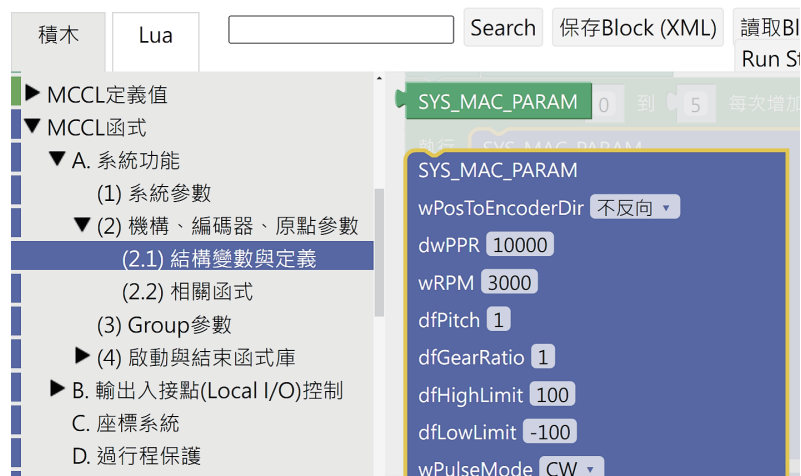 積木
Lua
Search
保存Block (XML)
讀取Bl
Run St
MCCL定義值
MCCL函式
A. 系統功能
(1) 系統參數
(2) 機構、編碼器、原點參數
(2.1) 結構變數與定義
(2.2) 相關函式
(3) Group參數
(4) 啟動與結束函式庫
B. 輸出入接點(Local I/O)控制
C. 座標系統
D. 過行程保護
SYS_MAC_PARAM
0 到 5 每次增加
執行 SYS_MAC_PARAM
SYS_MAC_PARAM
wPosToEncoderDir 不反向
dwPPR 10000
wRPM 3000
dfPitch 1
dfGearRatio 1
dfHighLimit 100
dfLowLimit -100
wPulseMode CW